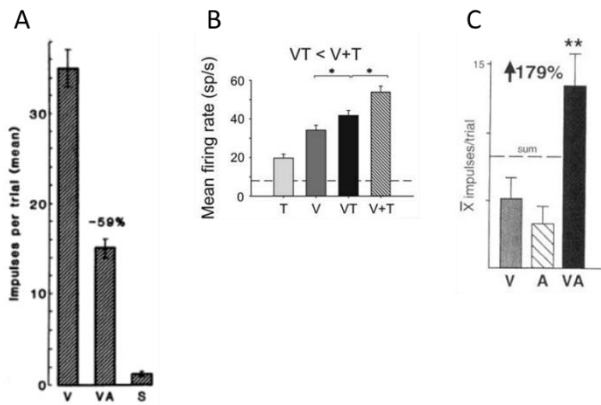 A
Impulses per trial (mean)
30
20
10
0
-59%
V VA S
B
VT < V+T
Mean firing rate (sp/s)
60
40
20
0
* *
T V VT V+T
C
X̅ impulses/trial
15
179%
**
sum
V A VA